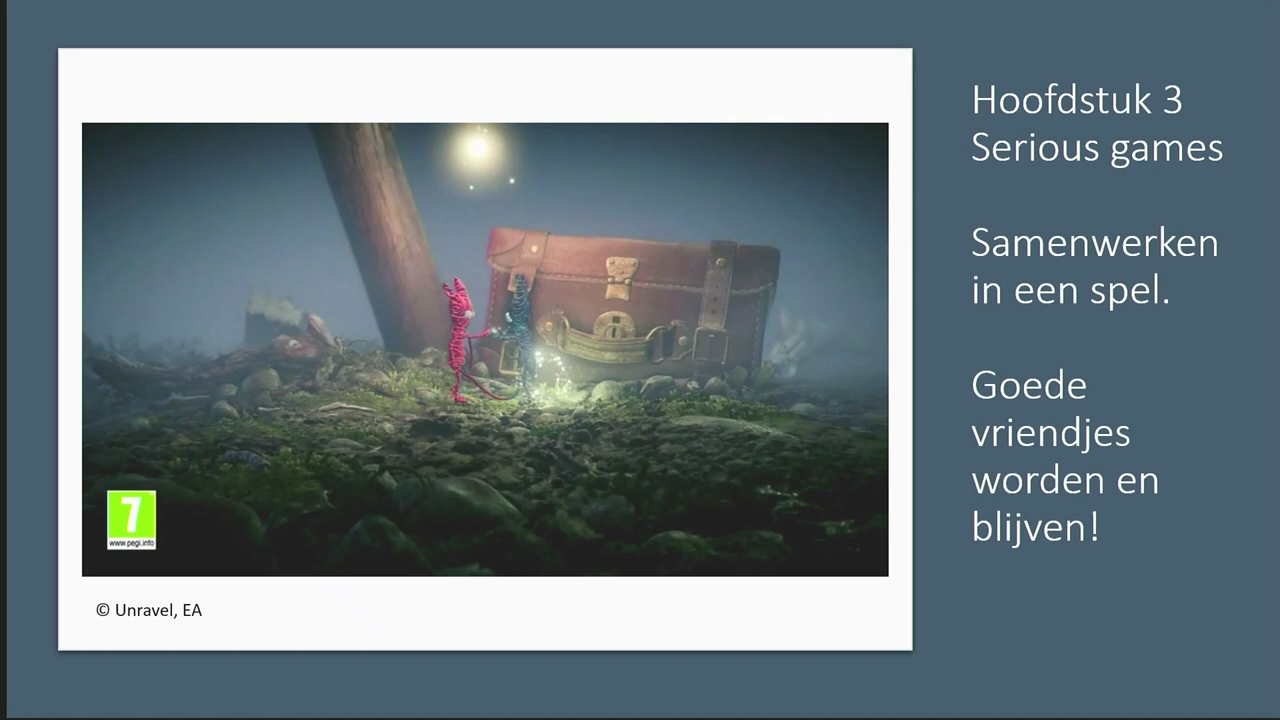 Hoofdstuk 3
Serious games
Samenwerken
in een spel.
Goede
vriendjes
worden en
blijven!
7
www.pegi.info
© Unravel, EA